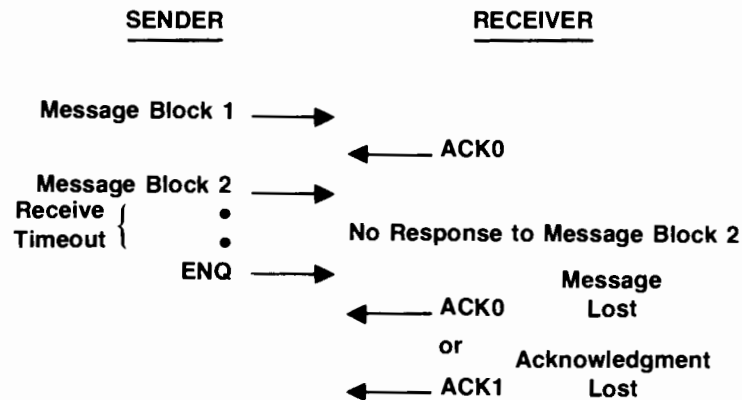 SENDER RECEIVER
Message Block 1
ACK0
Message Block 2
Receive
Timeout
No Response to Message Block 2
ENQ
Message
ACK0 Lost
or
Acknowledgment
ACK1 Lost